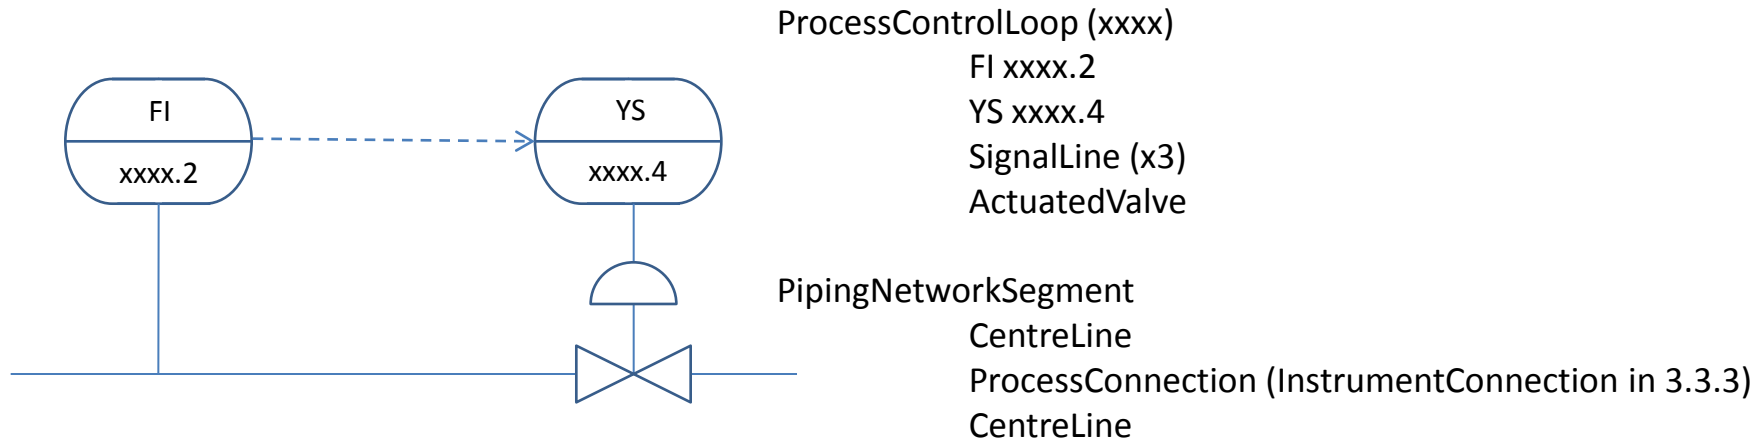 FI
xxxx.2
YS
xxxx.4
ProcessControlLoop (xxxx)
FI xxxx.2
YS xxxx.4
SignalLine (x3)
ActuatedValve
PipingNetworkSegment
CentreLine
ProcessConnection (InstrumentConnection in 3.3.3)
CentreLine